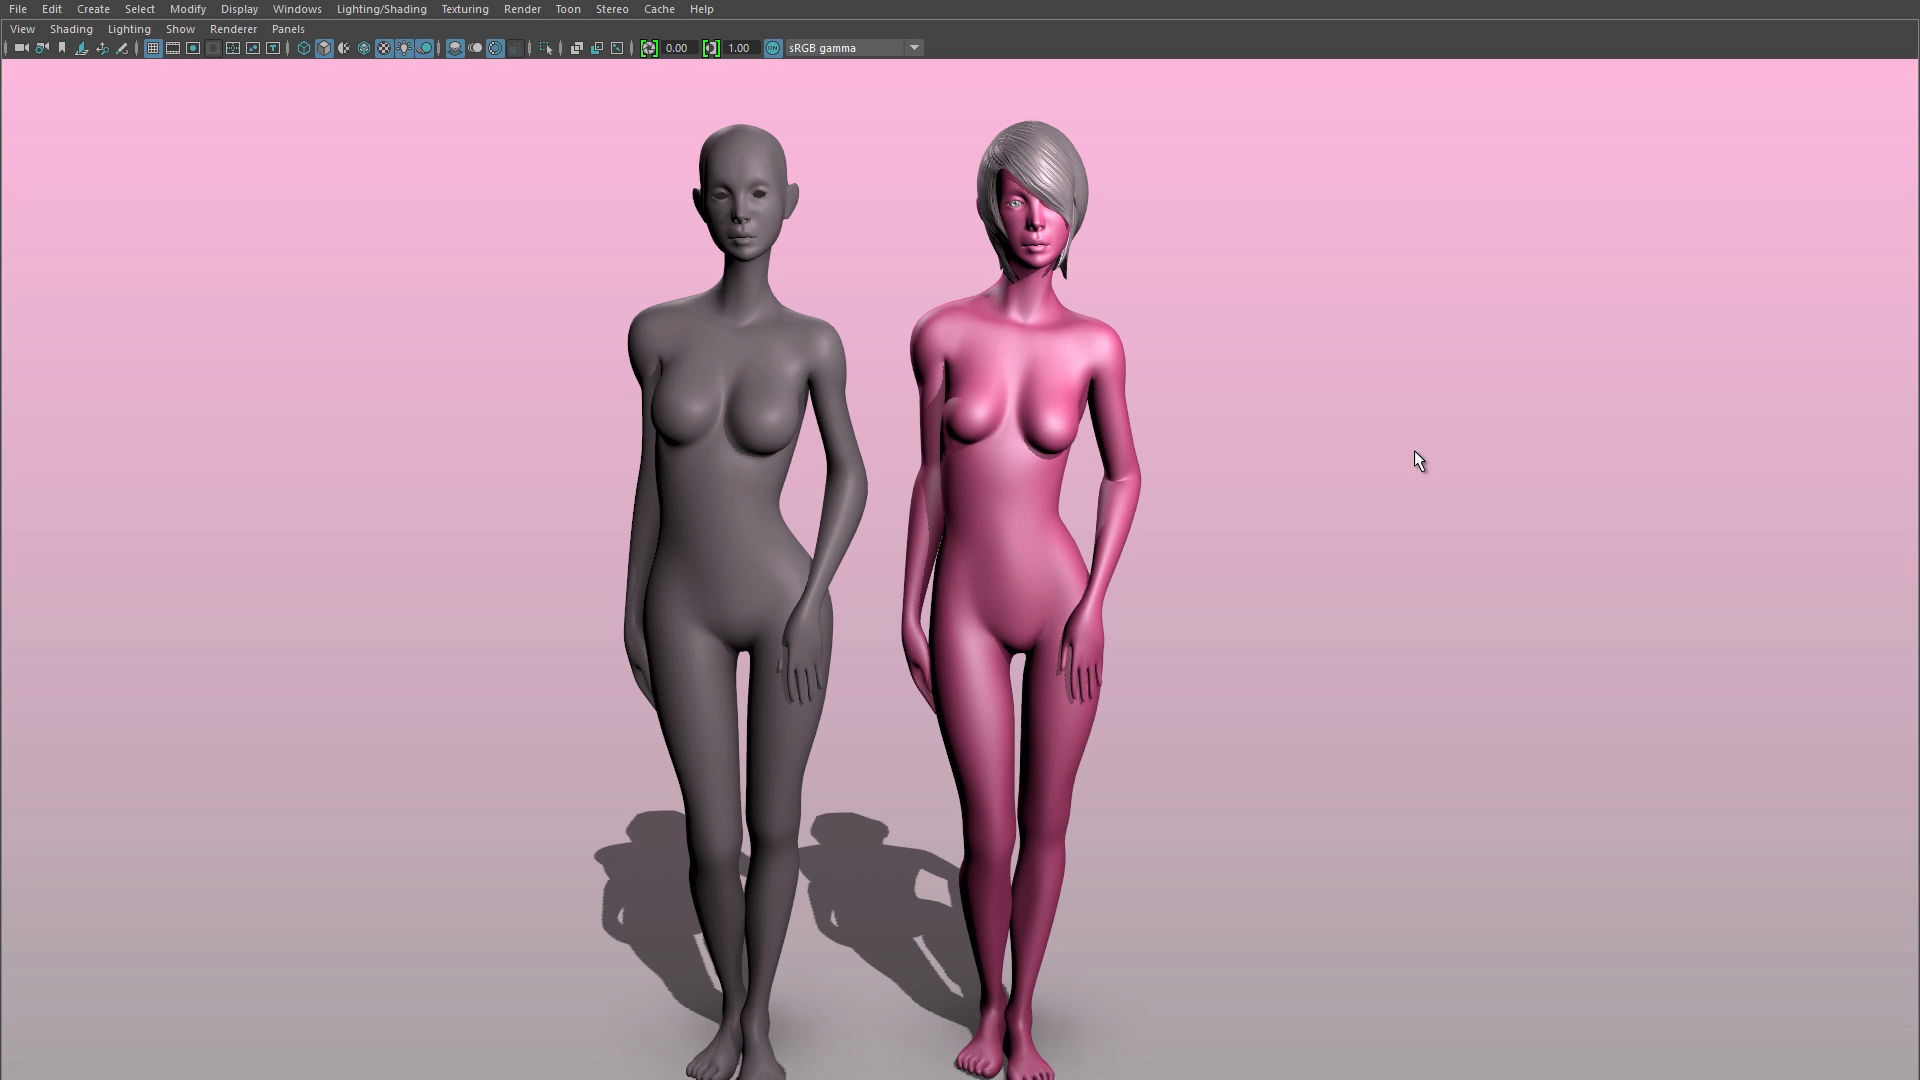 File Edit Create Select Modify Display Windows Lighting/Shading Texturing Render Toon Stereo Cache Help
View Shading Lighting Show Renderer Panels
0.00 1.00 ON sRGB gamma